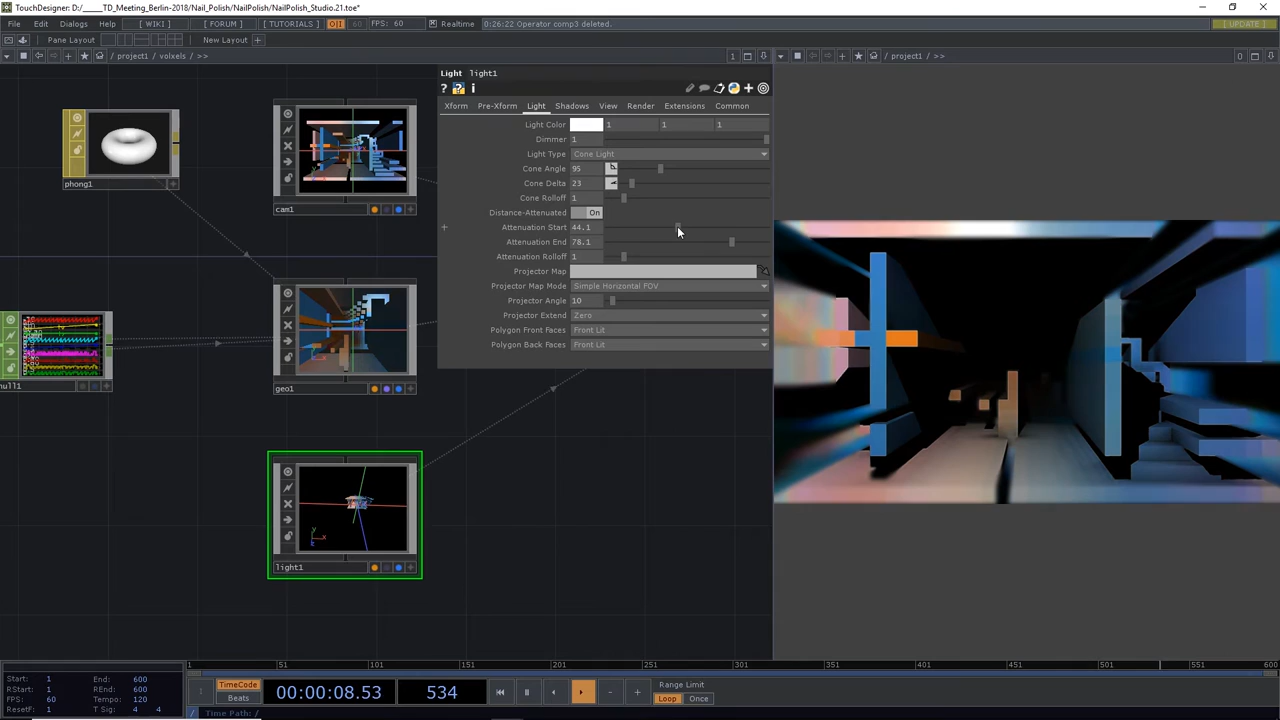 TouchDesigner: D:/_____TD_Meeting_Berlin-2018/Nail_Polish/NailPolish/NailPolish_Studio.21.toe*
File Edit Dialogs Help [ WIKI ] [ FORUM ] [ TUTORIALS ] O|I 60 FPS: 60 Realtime 0:26:22 Operator comp3 deleted. [ UPDATE ]
Pane Layout New Layout +
/ project1 / volxels / >> 1
/ project1 / >> 0
Light light1
Xform Pre-Xform Light Shadows View Render Extensions Common
Light Color 1 1 1
Dimmer 1
Light Type Cone Light
Cone Angle 95
Cone Delta 23
Cone Rolloff 1
Distance-Attenuated On
Attenuation Start 44.1
Attenuation End 78.1
Attenuation Rolloff 1
Projector Map
Projector Map Mode Simple Horizontal FOV
Projector Angle 10
Projector Extend Zero
Polygon Front Faces Front Lit
Polygon Back Faces Front Lit
phong1
cam1
null1
geo1
light1
1 51 101 151 201 251 301 351 401 451 501 551 600
Start: 1 End: 600
RStart: 1 REnd: 600
FPS: 60 Tempo: 120
ResetF: 1 T Sig: 4 4
TimeCode
Beats
00:00:08.53 534
Range Limit
Loop Once
/ Time Path: /